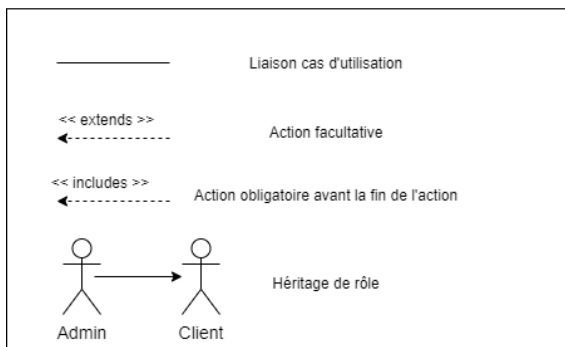 Liaison cas d'utilisation
<< extends >>
Action facultative
<< includes >>
Action obligatoire avant la fin de l'action
Héritage de rôle
Admin
Client